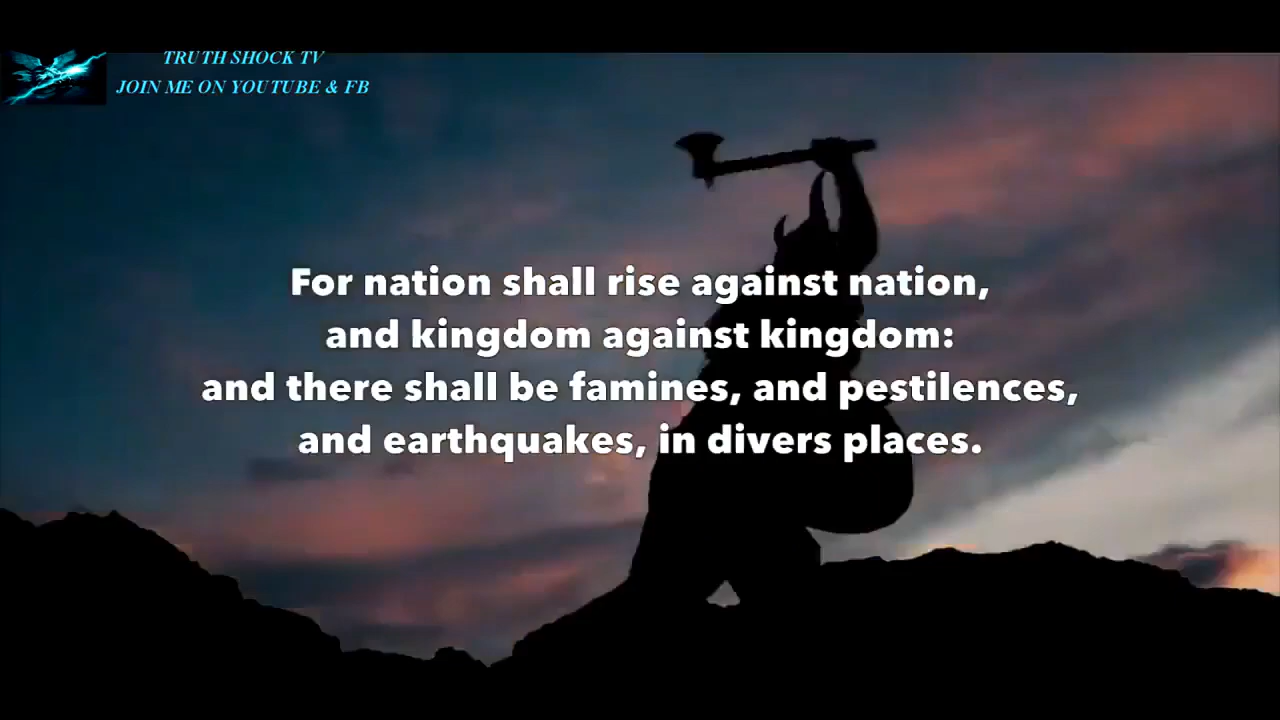 TRUTH SHOCK TV
JOIN ME ON YOUTUBE & FB
For nation shall rise against nation,
and kingdom against kingdom:
and there shall be famines, and pestilences,
and earthquakes, in divers places.